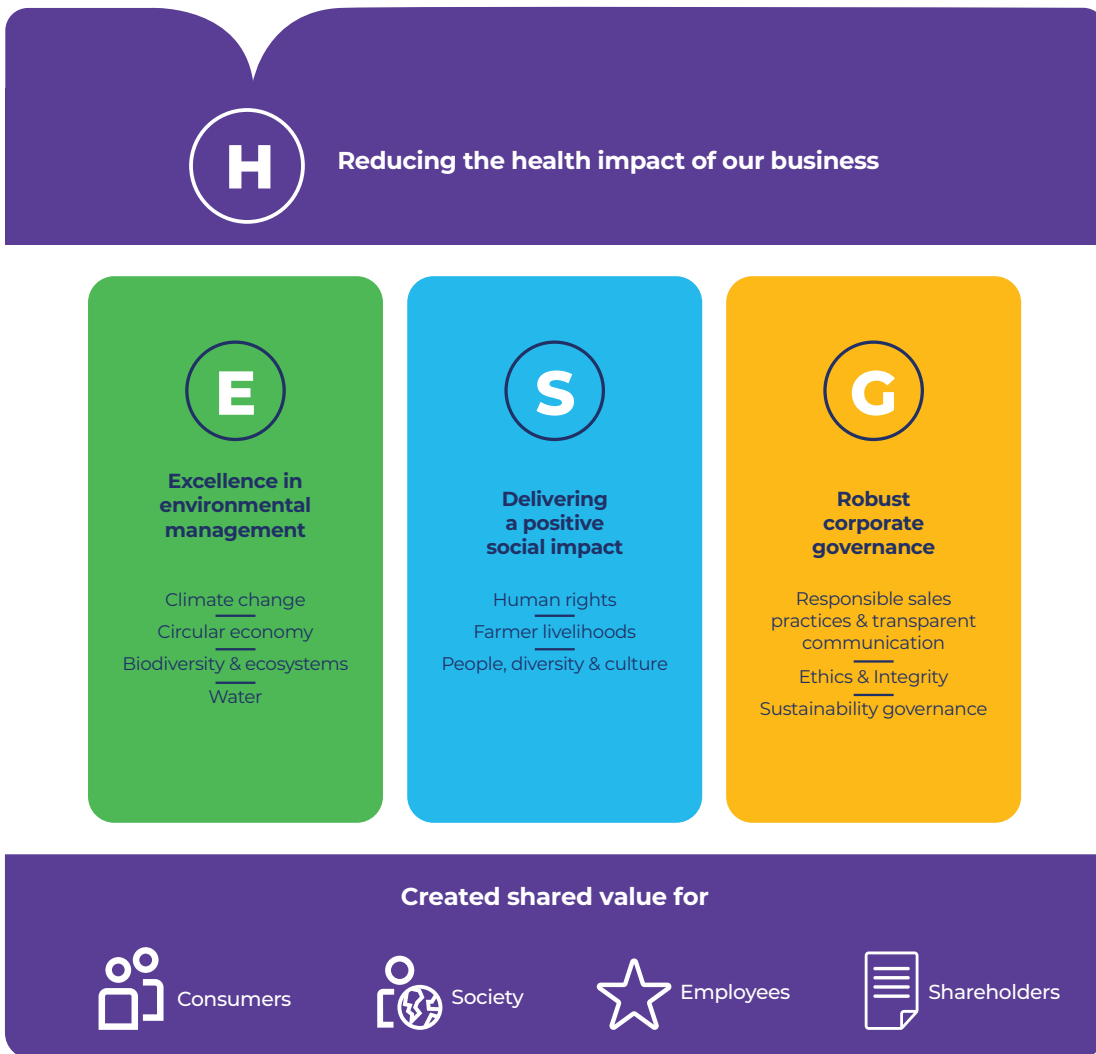 H
Reducing the health impact of our business
E
Excellence in
environmental
management
Climate change
Circular economy
Biodiversity & ecosystems
Water
S
Delivering
a positive
social impact
Human rights
Farmer livelihoods
People, diversity & culture
G
Robust
corporate
governance
Responsible sales
practices & transparent
communication
Ethics & Integrity
Sustainability governance
Created shared value for
Consumers
Society
Employees
Shareholders